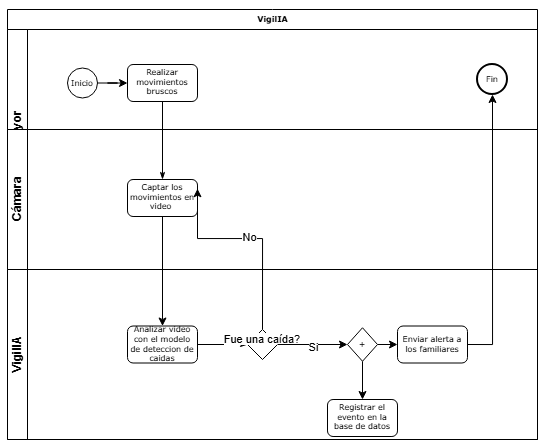 VigilIA
yor
Inicio
Realizar
movimientos
bruscos
Fin
Cámara
Captar los
movimientos en
video
No
VigilIA
Analizar video
con el modelo
de deteccion de
caidas
Fue una caída?
Sí
+
Enviar alerta a
los familiares
Registrar el
evento en la
base de datos